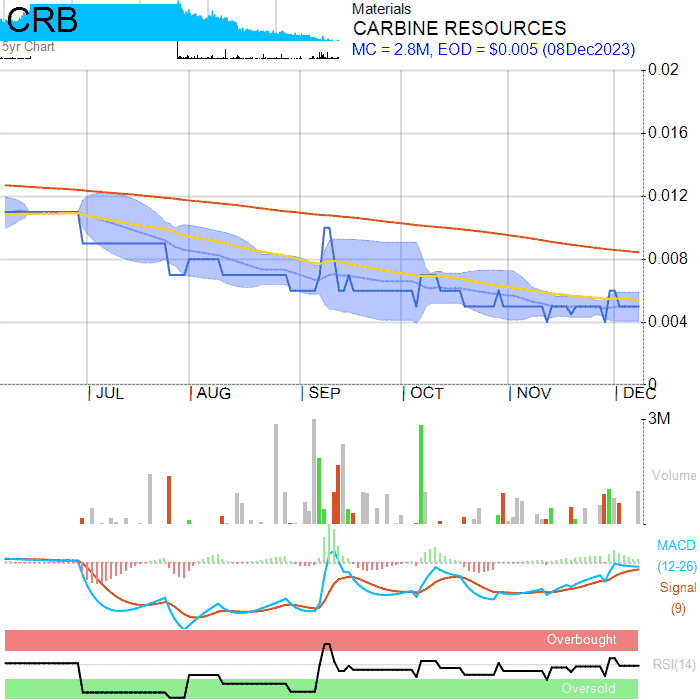 CRB
5yr Chart
Materials
CARBINE RESOURCES
MC = 2.8M, EOD = $0.005 (08Dec2023)
0.02
0.016
0.012
0.008
0.004
0
JUL AUG SEP OCT NOV DEC
3M
Volume
MACD
(12-26)
Signal
(9)
Overbought
RSI(14)
Oversold